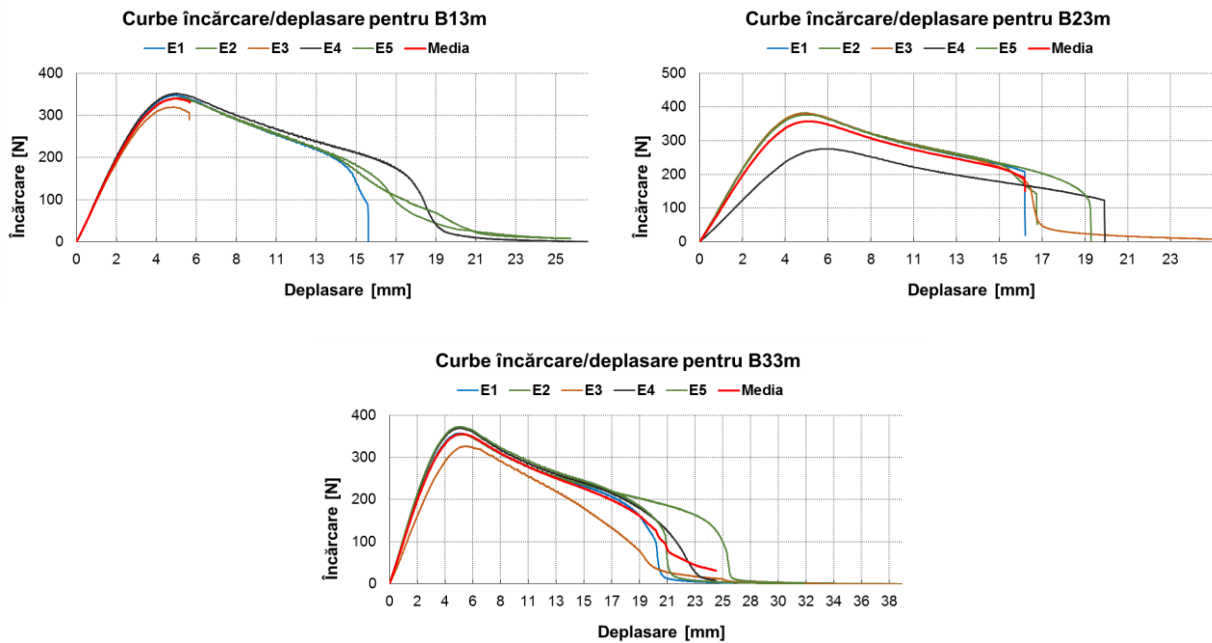 Curbe încărcare/deplasare pentru B13m
E1 E2 E3 E4 E5 Media
Încărcare [N]
400
300
200
100
0
0 2 4 6 8 11 13 15 17 19 21 23 25
Deplasare [mm]
Curbe încărcare/deplasare pentru B23m
E1 E2 E3 E4 E5 Media
Încărcare [N]
500
400
300
200
100
0
0 2 4 6 8 11 13 15 17 19 21 23
Deplasare [mm]
Curbe încărcare/deplasare pentru B33m
E1 E2 E3 E4 E5 Media
Încărcare [N]
400
300
200
100
0
0 2 4 6 8 11 13 15 17 19 21 23 25 27 30 32 34 36 38
Deplasare [mm]